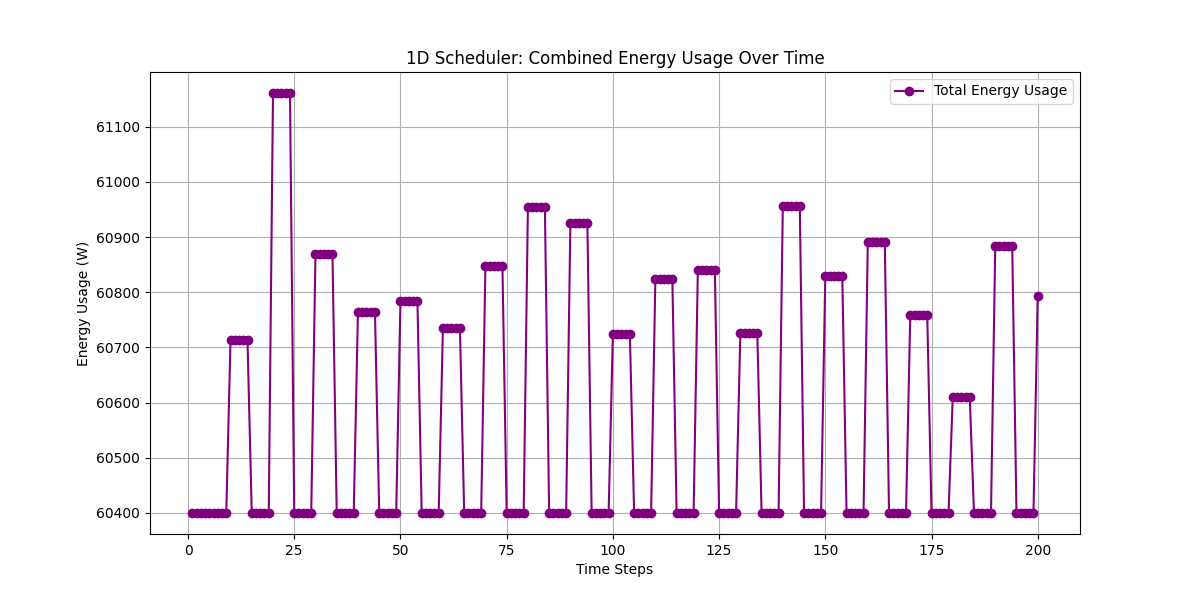 1D Scheduler: Combined Energy Usage Over Time
Total Energy Usage
Energy Usage (W)
61100
61000
60900
60800
60700
60600
60500
60400
0 25 50 75 100 125 150 175 200
Time Steps